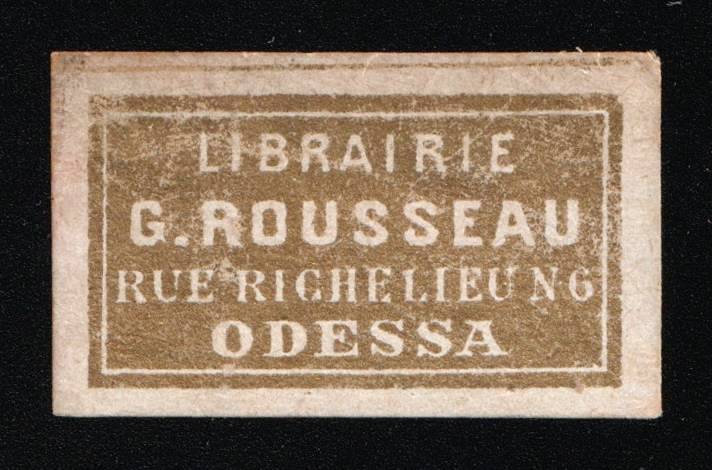 LIBRAIRIE
G. ROUSSEAU
RUE RICHELIEU N6
ODESSA